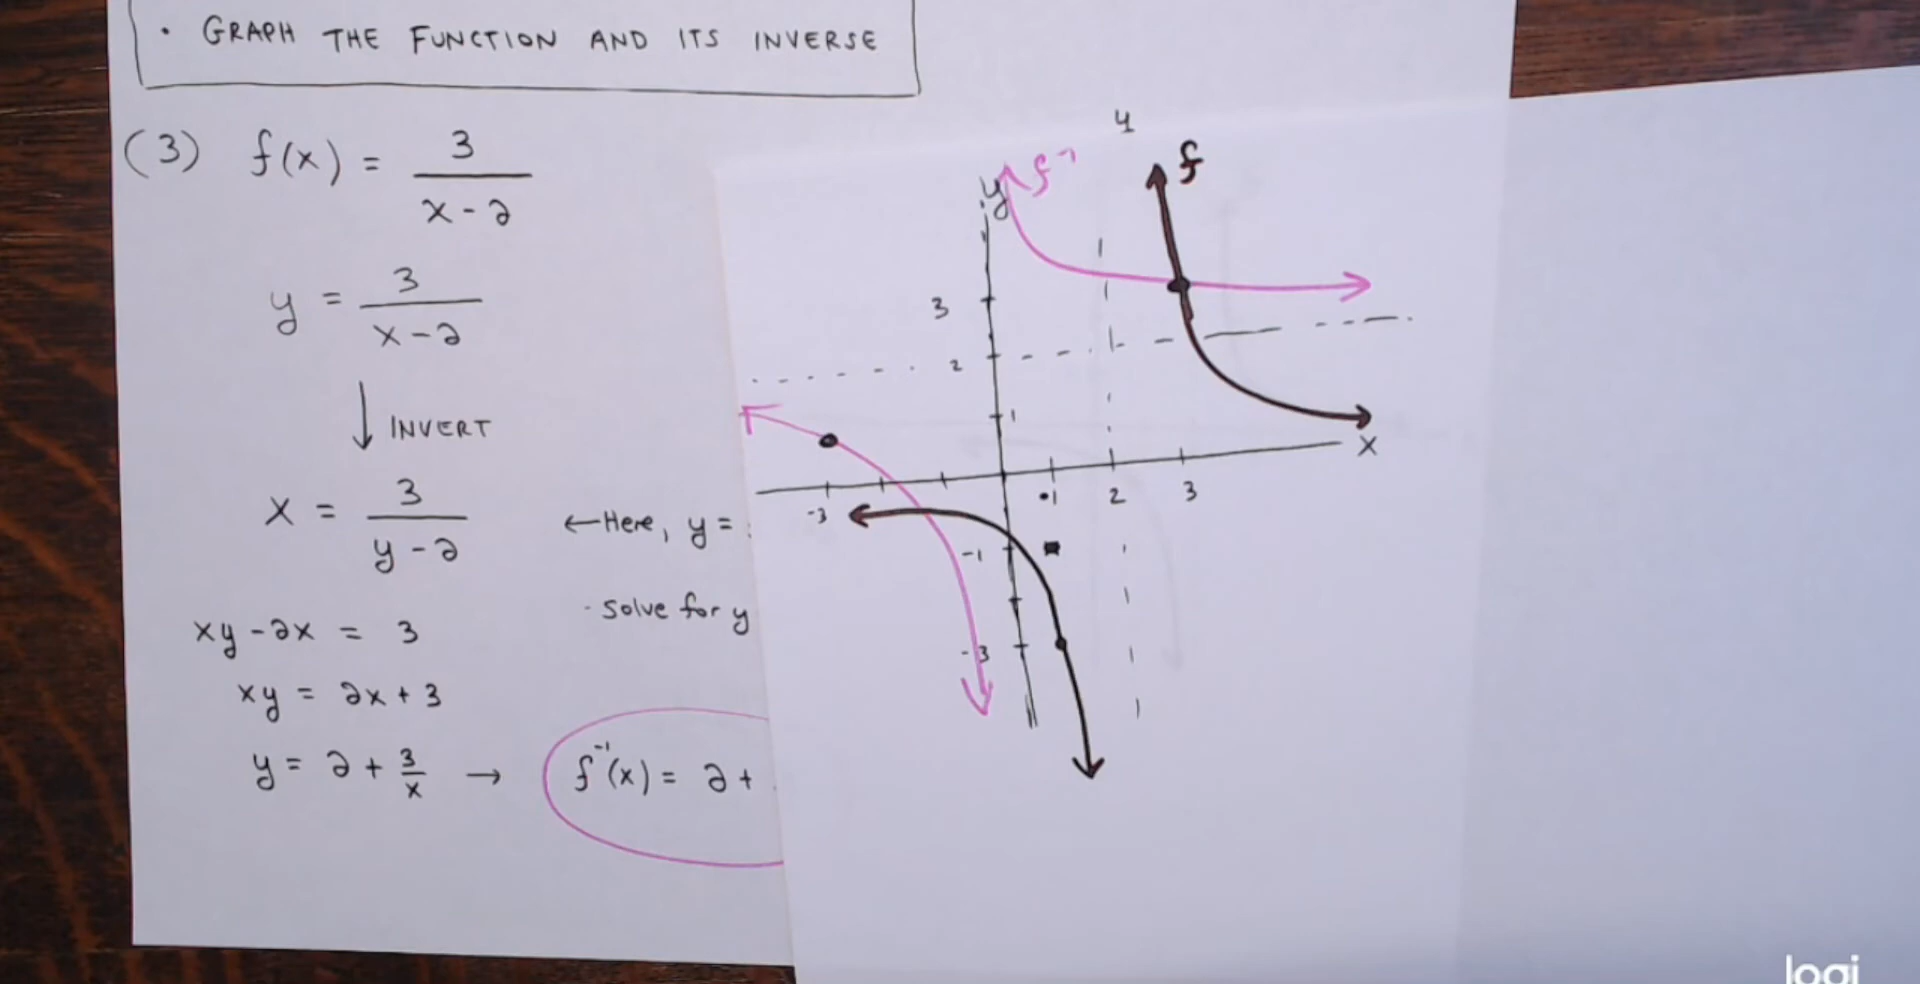 • GRAPH THE FUNCTION AND ITS INVERSE
(3) f(x) = 3/(x-2)
y = 3/(x-2)
↓ INVERT
x = 3/(y-2)
←Here, y =
- solve for y
xy - 2x = 3
xy = 2x + 3
y = 2 + 3/x → f⁻¹(x) = 2 +
y
f
f⁻¹
y
3
2
1
x
-3
1
2
3
-1
-3
logi